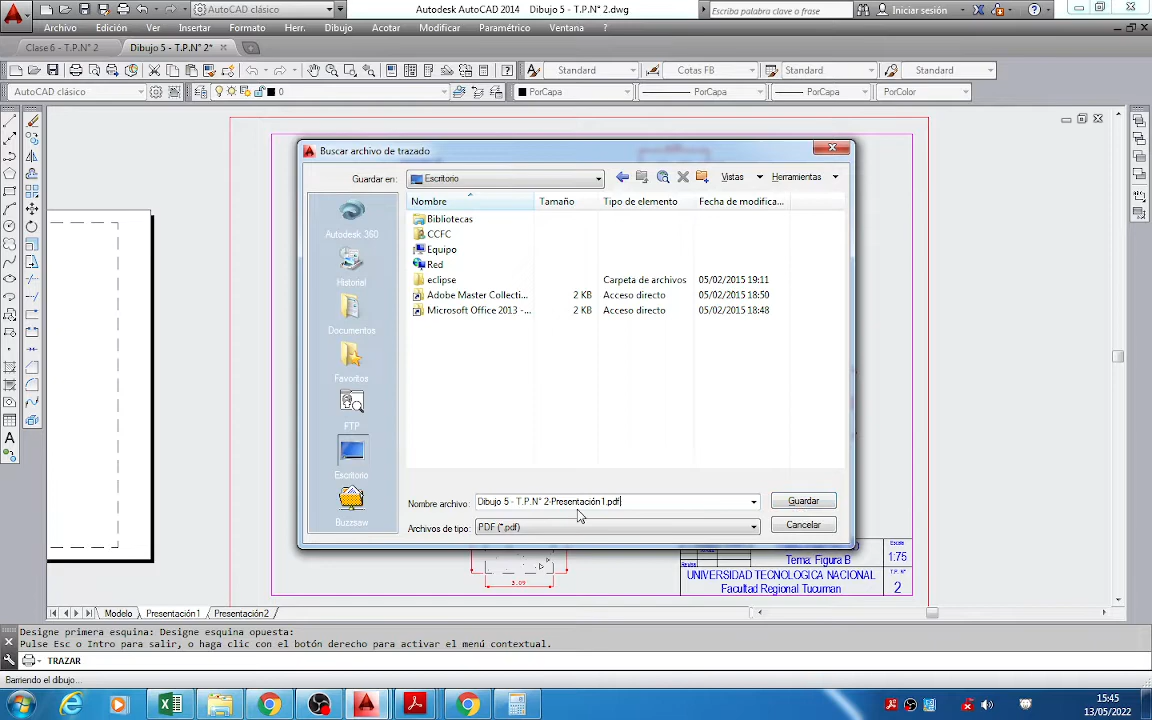 AutoCAD clásico
Autodesk AutoCAD 2014
Dibujo 5 - T.P.N° 2.dwg
Escriba palabra clave o frase
Iniciar sesión
Archivo
Edición
Ver
Insertar
Formato
Herr.
Dibujo
Acotar
Modificar
Paramétrico
Ventana
?
Clase 6 - T.P.N° 2
Dibujo 5 - T.P.N° 2*
Standard
Cotas FB
Standard
Standard
AutoCAD clásico
0
PorCapa
PorCapa
PorCapa
PorColor
Buscar archivo de trazado
Guardar en:
Escritorio
Vistas
Herramientas
Nombre
Tamaño
Tipo de elemento
Fecha de modifica...
Autodesk 360
Historial
Documentos
Favoritos
FTP
Escritorio
Buzzsaw
Bibliotecas
CCFC
Equipo
Red
eclipse Carpeta de archivos 05/02/2015 19:11
Adobe Master Collecti... 2 KB Acceso directo 05/02/2015 18:50
Microsoft Office 2013 -... 2 KB Acceso directo 05/02/2015 18:48
Nombre archivo:
Dibujo 5 - T.P.N° 2-Presentación1.pdf
Guardar
Archivos de tipo:
PDF (*.pdf)
Cancelar
3.09
Tema: Figura B
Escala
1:75
UNIVERSIDAD TECNOLOGICA NACIONAL
Facultad Regional Tucuman
T.P. N°
2
Modelo
Presentación1
Presentación2
Designe primera esquina: Designe esquina opuesta:
Pulse Esc o Intro para salir, o haga clic con el botón derecho para activar el menú contextual.
TRAZAR
Barriendo el dibujo...
15:45
13/05/2022